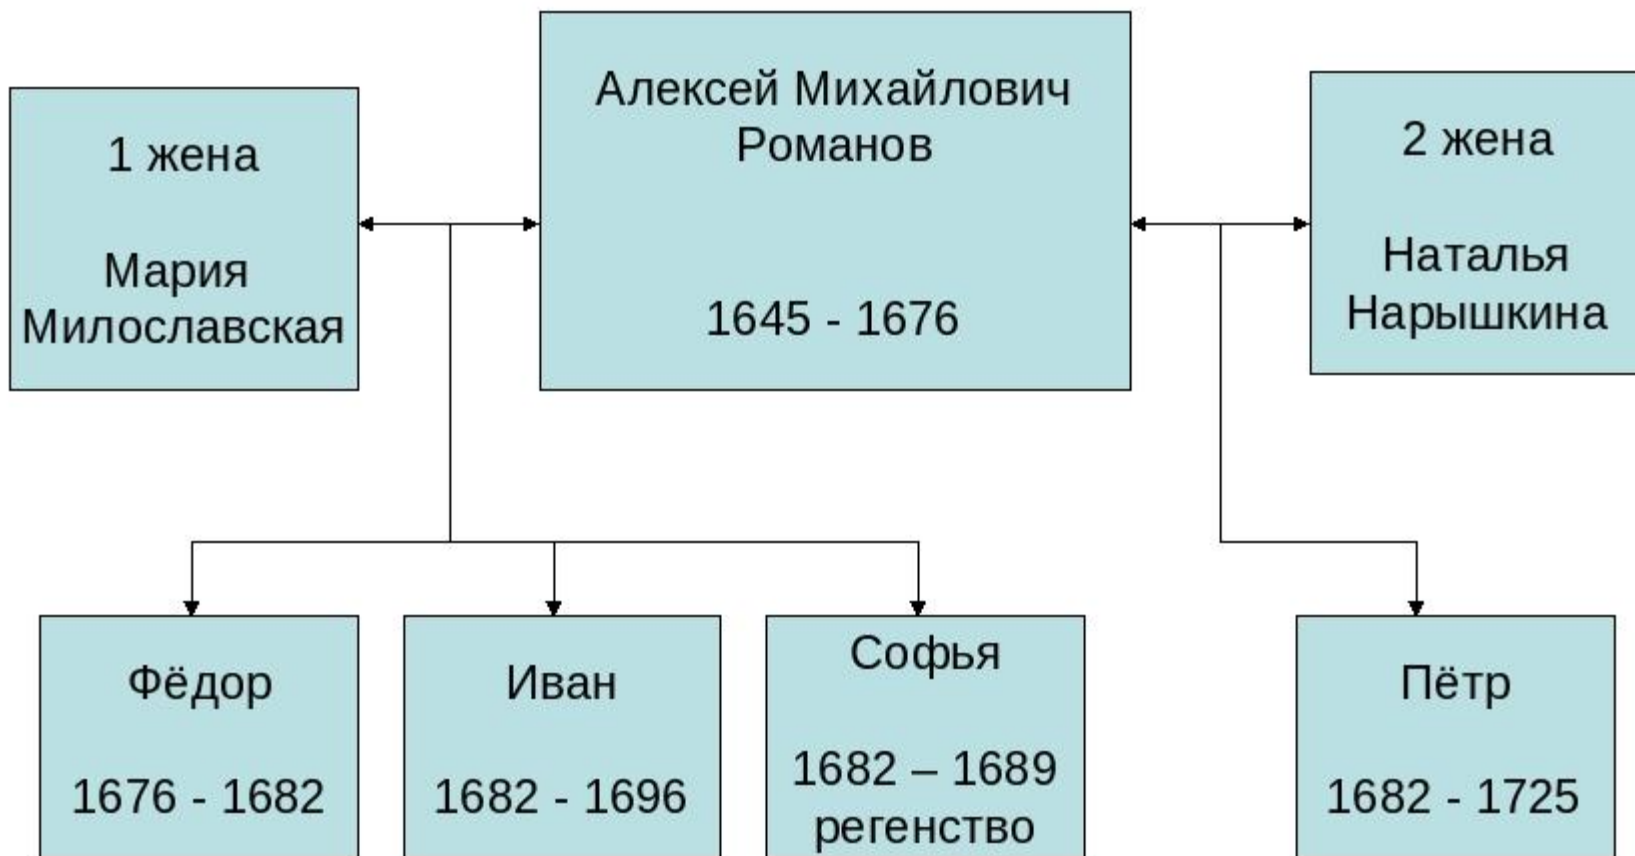 1 жена
Мария
Милославская
Алексей Михайлович
Романов
1645 - 1676
2 жена
Наталья
Нарышкина
Фёдор
1676 - 1682
Иван
1682 - 1696
Софья
1682 – 1689
регенство
Пётр
1682 - 1725